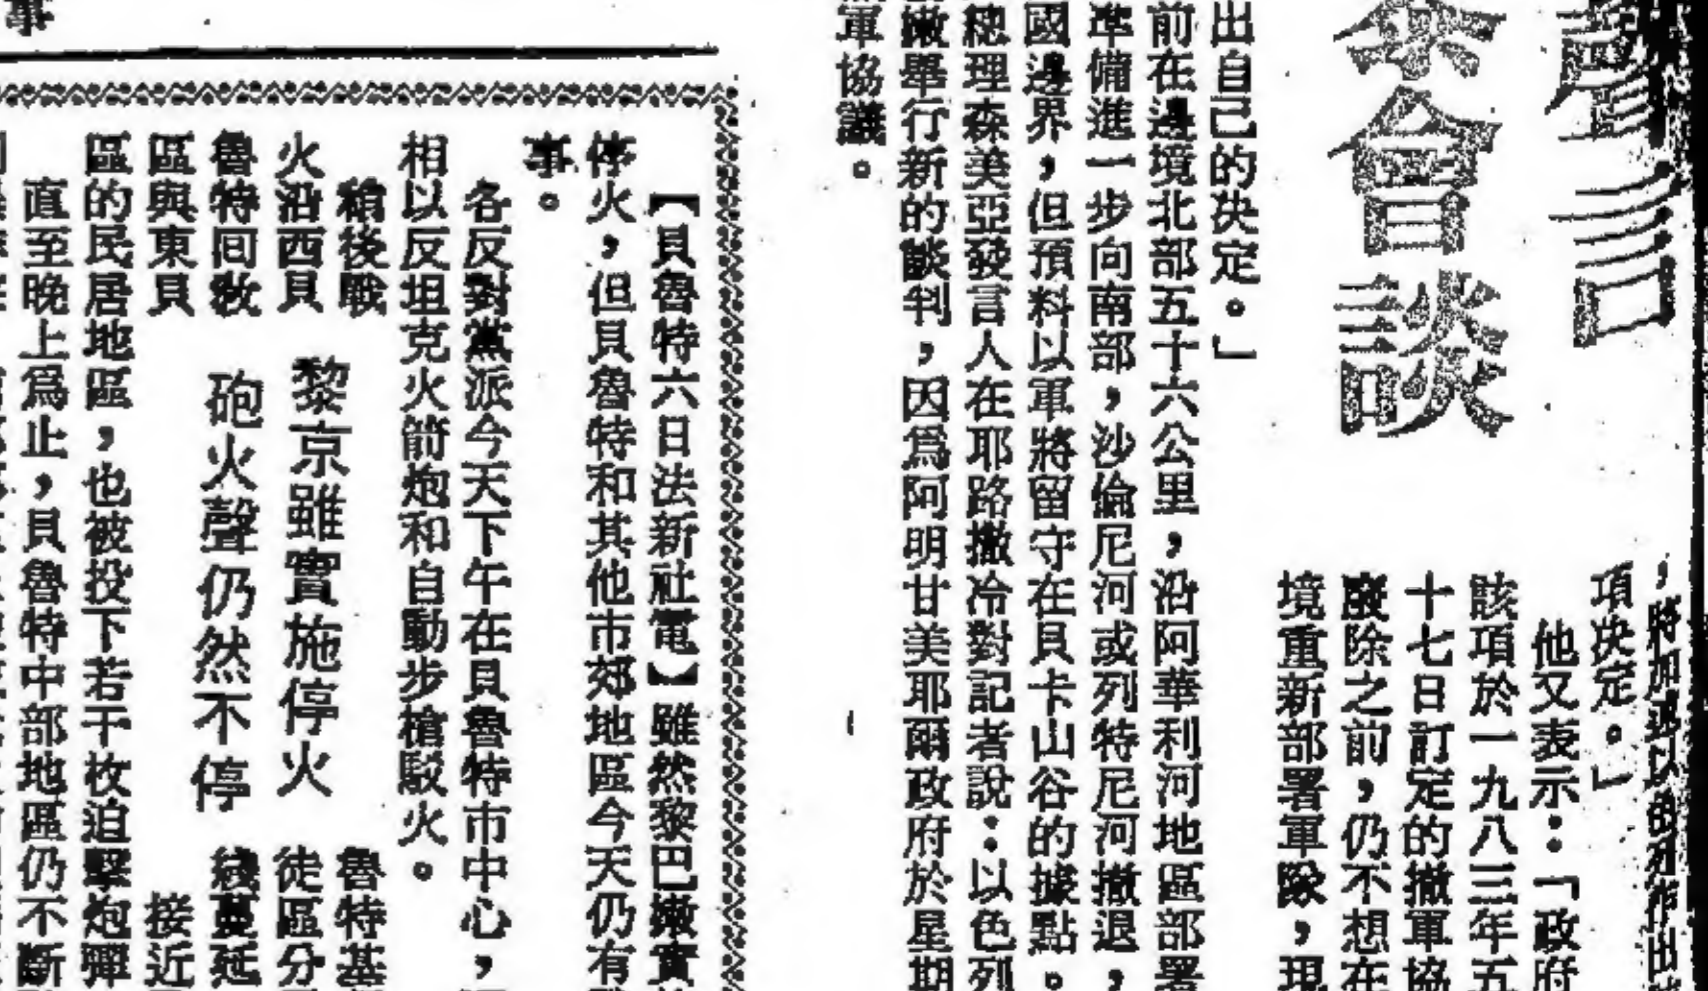 會談
言
項决定。」
他又表示：「政府
該項於一九八三年五
十七日訂定的撤軍協
廢除之前，仍不想在
境重新部署軍隊，現
出自己的决定。」
前在邊境北部五十六公里，沿阿華利河地區部署
準備進一步向南部，沙倫尼河或列特尼河撤退，
國邊界，但預料以軍將留守在貝卡山谷的據點。
總理森美亞發言人在耶路撤冷對記者說：以色列
嫩舉行新的談判，因爲阿明甘美耶爾政府於星期
軍協議。
事
黎京雖實施停火
砲火聲仍然不停
【貝魯特六日法新社電】雖然黎巴嫩實
停火，但貝魯特和其他市郊地區今天仍有
事。
各反對黨派今天下午在貝魯特市中心，
相以反坦克火箭炮和自動步槍駁火。
稍後戰
火沿西貝
魯特间敎
區與東貝
魯特基
徒區分
綫蔓延
接近
區的民居地區，也被投下若干枚迫擊炮彈
直至晚上爲止，貝魯特中部地區仍不斷